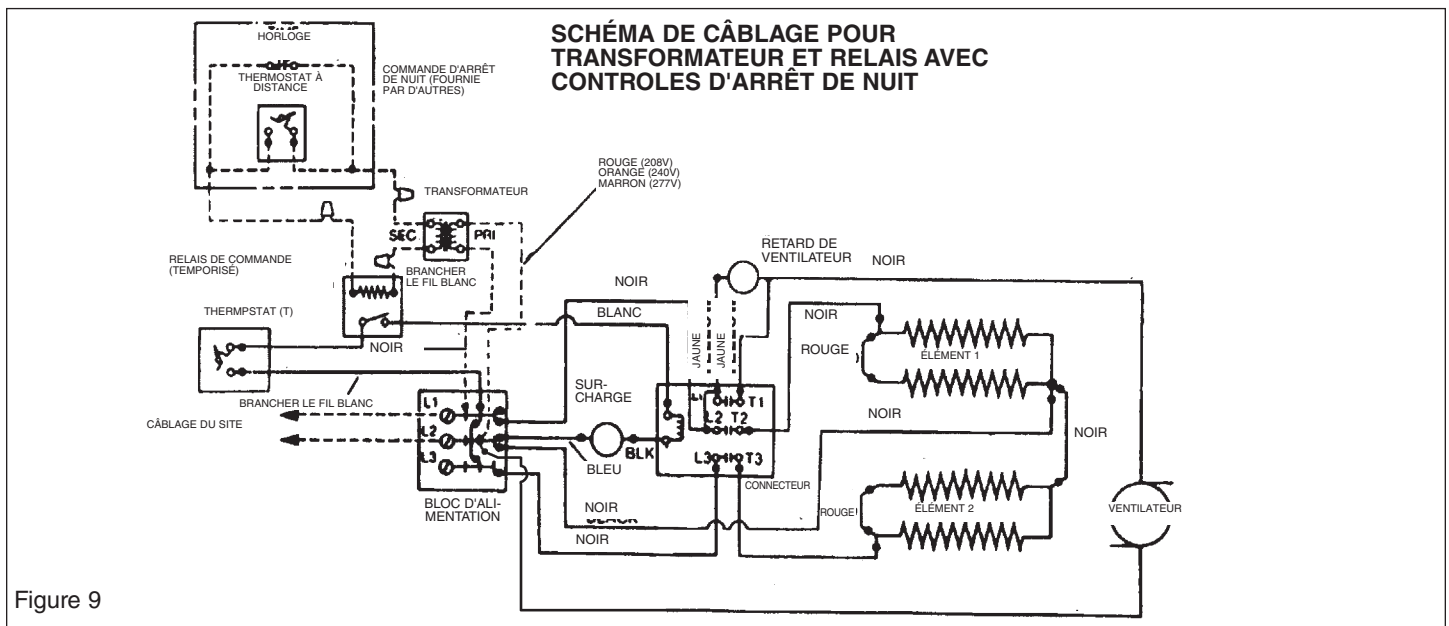 SCHÉMA DE CÂBLAGE POUR
TRANSFORMATEUR ET RELAIS AVEC
CONTROLES D'ARRÊT DE NUIT
HORLOGE
THERMOSTAT À
DISTANCE
COMMANDE D'ARRÊT
DE NUIT (FOURNIE
PAR D'AUTRES)
ROUGE (208V)
ORANGE (240V)
MARRON (277V)
TRANSFORMATEUR
SEC
PRI
RELAIS DE COMMANDE
(TEMPORISÉ)
BRANCHER
LE FIL BLANC
RETARD DE
VENTILATEUR
NOIR
NOIR
BLANC
THERMPSTAT (T)
NOIR
JAUNE
JAUNE
NOIR
ROUGE
ÉLÉMENT 1
BRANCHER LE FIL BLANC
CÂBLAGE DU SITE
L1
L2
L3
SUR-
CHARGE
BLEU
BLK
T1
L2
T2
L3
T3
CONNECTEUR
NOIR
NOIR
BLOC D'ALI-
MENTATION
NOIR
BLACK
NOIR
ROUGE
ÉLÉMENT 2
VENTILATEUR
Figure 9